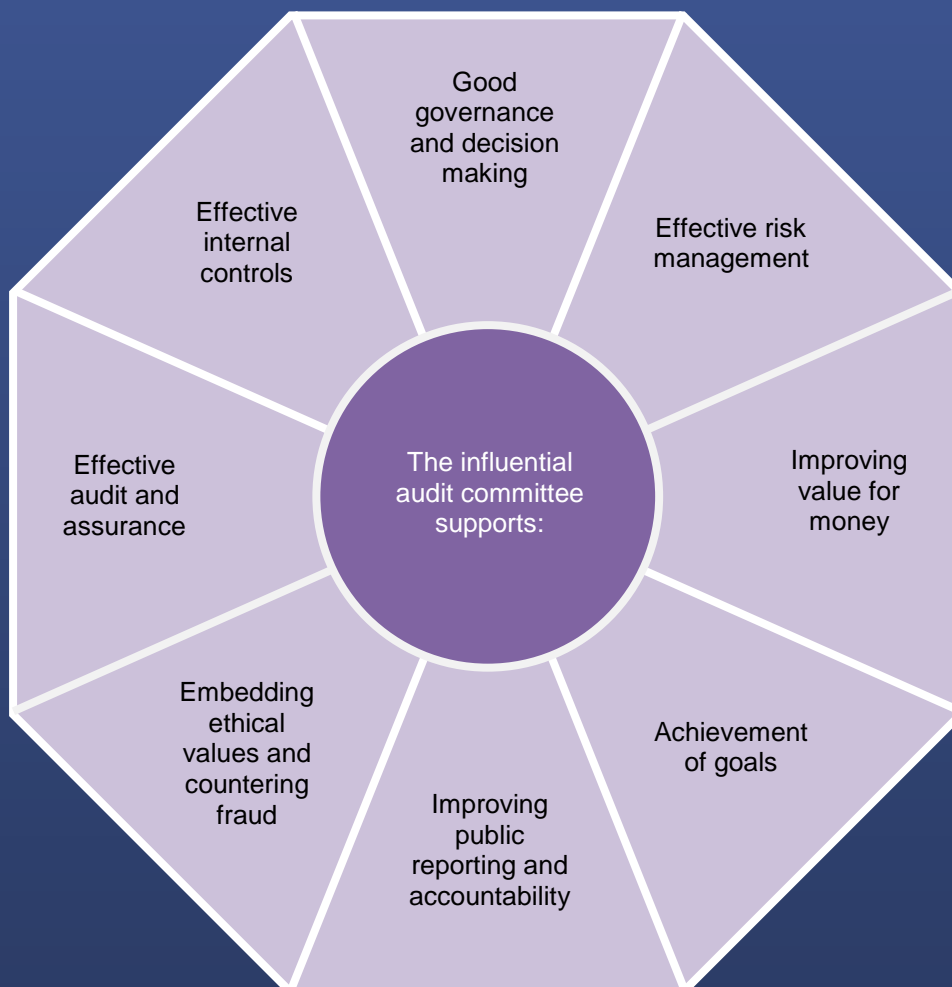 The influential
audit committee
supports:
Good
governance
and decision
making
Effective risk
management
Improving
value for
money
Achievement
of goals
Improving
public
reporting and
accountability
Embedding
ethical
values and
countering
fraud
Effective
audit and
assurance
Effective
internal
controls